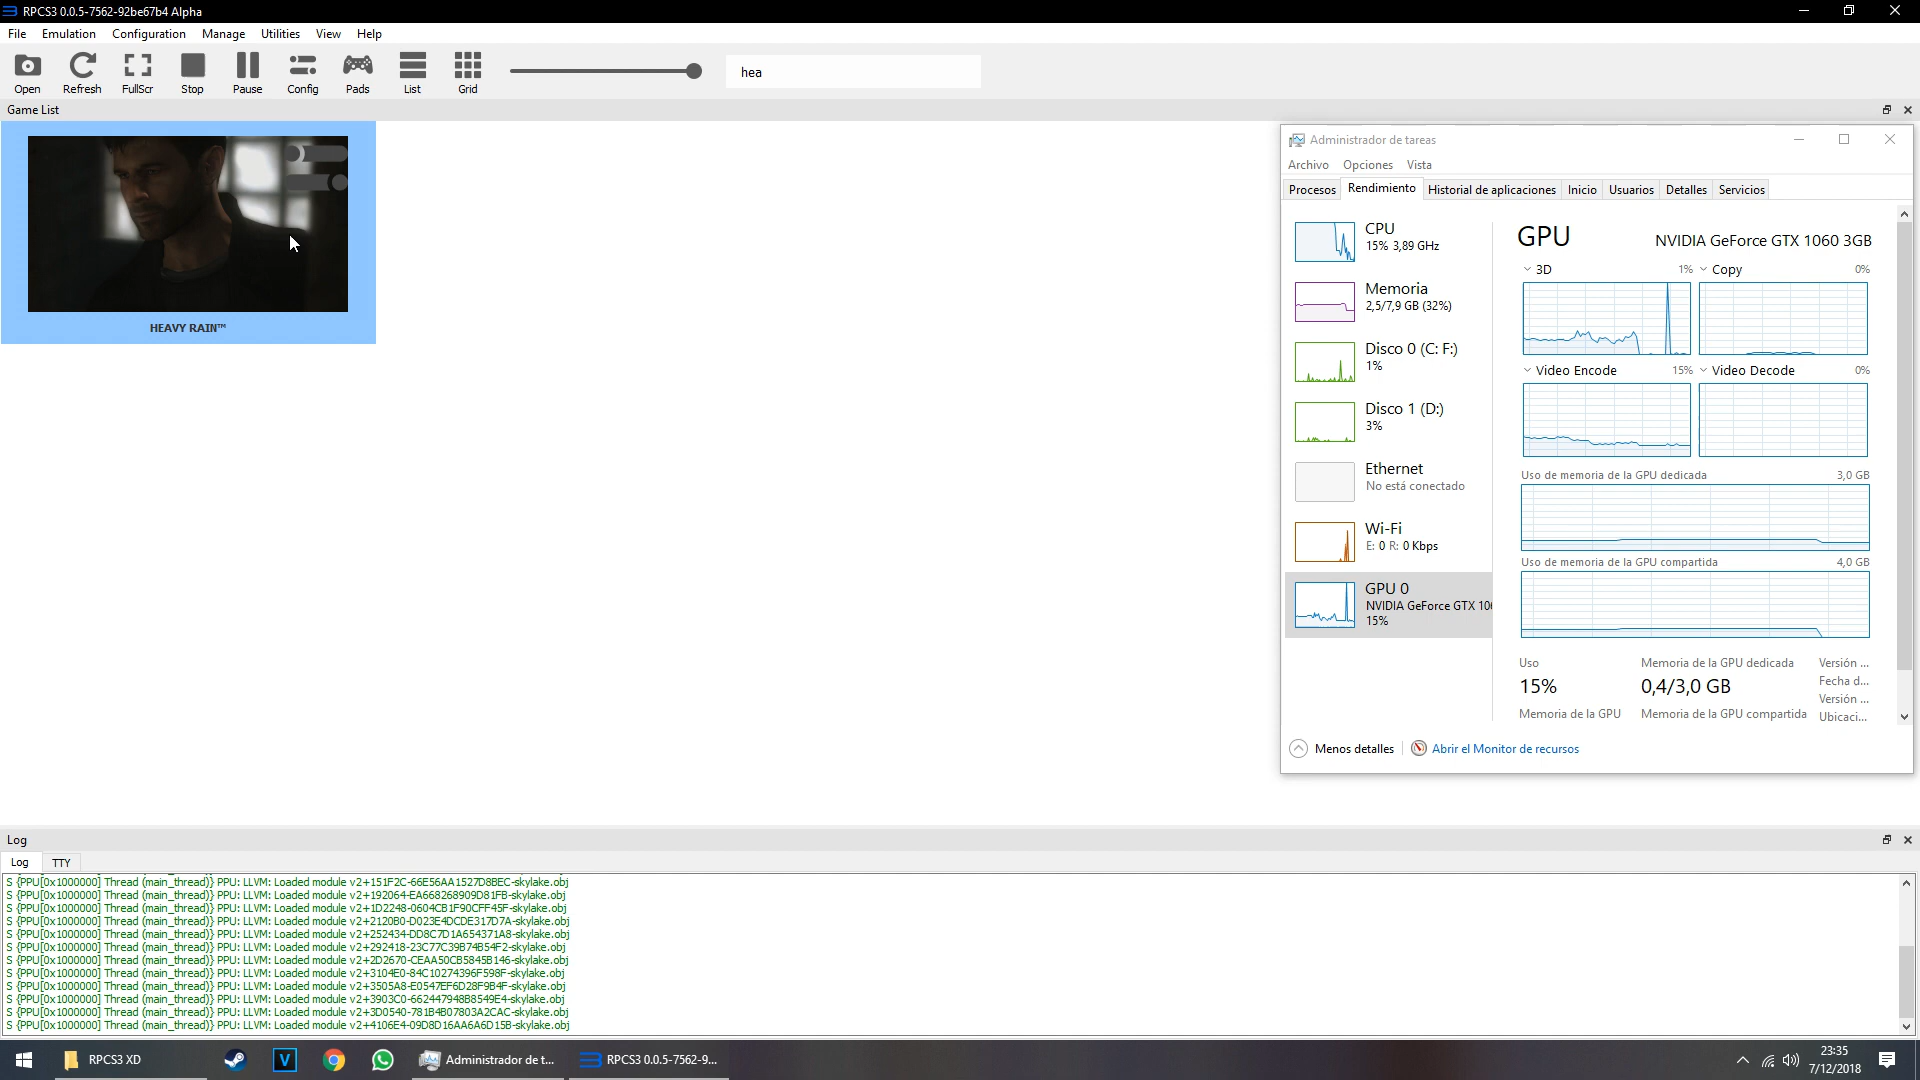 RPCS3 0.0.5-7562-92be67b4 Alpha
File Emulation Configuration Manage Utilities View Help
Open Refresh FullScr Stop Pause Config Pads List Grid
hea
Game List
HEAVY RAIN™
Administrador de tareas
Archivo Opciones Vista
Procesos Rendimiento Historial de aplicaciones Inicio Usuarios Detalles Servicios
CPU
15% 3,89 GHz
Memoria
2,5/7,9 GB (32%)
Disco 0 (C: F:)
1%
Disco 1 (D:)
3%
Ethernet
No está conectado
Wi-Fi
E: 0 R: 0 Kbps
GPU 0
NVIDIA GeForce GTX 106
15%
GPU NVIDIA GeForce GTX 1060 3GB
3D 1% Copy 0%
Video Encode 15% Video Decode 0%
Uso de memoria de la GPU dedicada 3,0 GB
Uso de memoria de la GPU compartida 4,0 GB
Uso
15%
Memoria de la GPU
Memoria de la GPU dedicada
0,4/3,0 GB
Memoria de la GPU compartida
Versión ...
Fecha d...
Versión ...
Ubicaci...
Menos detalles Abrir el Monitor de recursos
Log
Log TTY
S {PPU[0x1000000] Thread (main_thread)} PPU: LLVM: Loaded module v2+151F2C-66E56AA1527D8BEC-skylake.obj
S {PPU[0x1000000] Thread (main_thread)} PPU: LLVM: Loaded module v2+192064-EA668268909D81FB-skylake.obj
S {PPU[0x1000000] Thread (main_thread)} PPU: LLVM: Loaded module v2+1D2248-0604CB1F90CFF45F-skylake.obj
S {PPU[0x1000000] Thread (main_thread)} PPU: LLVM: Loaded module v2+2120B0-D023E4DCDE317D7A-skylake.obj
S {PPU[0x1000000] Thread (main_thread)} PPU: LLVM: Loaded module v2+252434-DD8C7D1A654371A8-skylake.obj
S {PPU[0x1000000] Thread (main_thread)} PPU: LLVM: Loaded module v2+292418-23C77C39B74B54F2-skylake.obj
S {PPU[0x1000000] Thread (main_thread)} PPU: LLVM: Loaded module v2+2D2670-CEAA50CB5845B146-skylake.obj
S {PPU[0x1000000] Thread (main_thread)} PPU: LLVM: Loaded module v2+3104E0-84C10274396F598F-skylake.obj
S {PPU[0x1000000] Thread (main_thread)} PPU: LLVM: Loaded module v2+3505A8-E0547EF6D28F9B4F-skylake.obj
S {PPU[0x1000000] Thread (main_thread)} PPU: LLVM: Loaded module v2+3903C0-662447948B8549E4-skylake.obj
S {PPU[0x1000000] Thread (main_thread)} PPU: LLVM: Loaded module v2+3D0540-781B4B07803A2CAC-skylake.obj
S {PPU[0x1000000] Thread (main_thread)} PPU: LLVM: Loaded module v2+4106E4-09D8D16AA6A6D15B-skylake.obj
RPCS3 XD V Administrador de t... RPCS3 0.0.5-7562-9...
23:35
7/12/2018